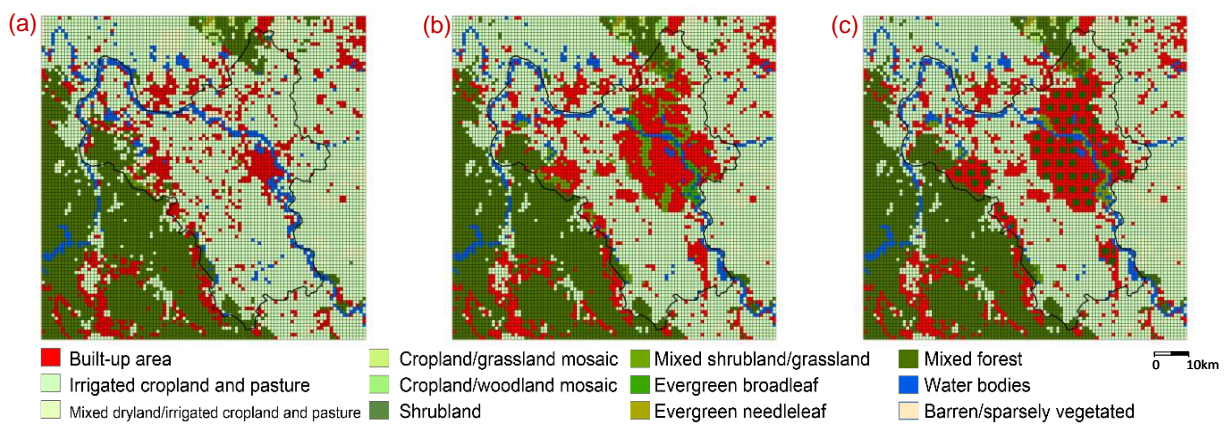 (a) (b) (c)
Built-up area Cropland/grassland mosaic Mixed shrubland/grassland Mixed forest
Irrigated cropland and pasture Cropland/woodland mosaic Evergreen broadleaf Water bodies
Mixed dryland/irrigated cropland and pasture Shrubland Evergreen needleleaf Barren/sparsely vegetated
0 10km